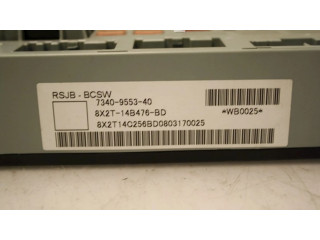 RSJB - BCSW
7340-9553-40
8X2T-14B476-BD
*WB0025*
8X2T14C256BD0803170025